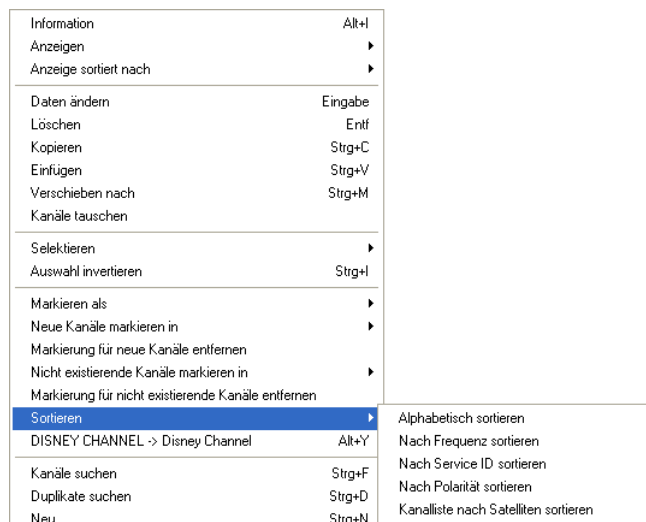 Information Alt+I
Anzeigen
Anzeige sortiert nach
Daten ändern Eingabe
Löschen Entf
Kopieren Strg+C
Einfügen Strg+V
Verschieben nach Strg+M
Kanäle tauschen
Selektieren
Auswahl invertieren Strg+I
Markieren als
Neue Kanäle markieren in
Markierung für neue Kanäle entfernen
Nicht existierende Kanäle markieren in
Markierung für nicht existierende Kanäle entfernen
Sortieren
DISNEY CHANNEL -> Disney Channel Alt+Y
Kanäle suchen Strg+F
Duplikate suchen Strg+D
Neu Strg+N
Alphabetisch sortieren
Nach Frequenz sortieren
Nach Service ID sortieren
Nach Polarität sortieren
Kanalliste nach Satelliten sortieren